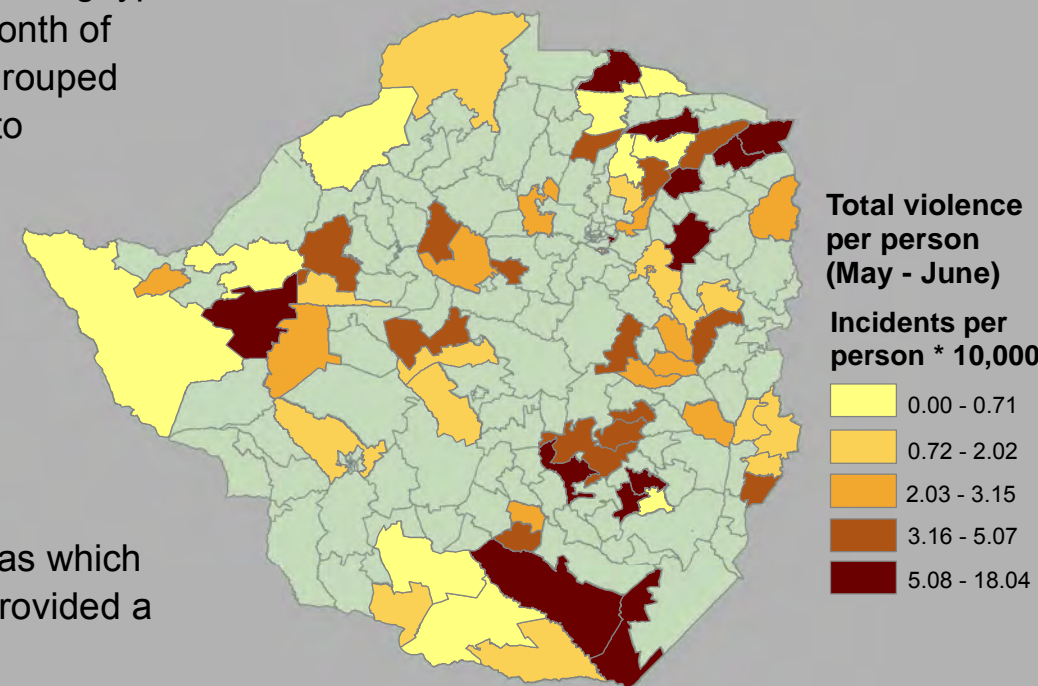 onth of
rouped
to
as which
rovided a
Total violence
per person
(May - June)
Incidents per
person * 10,000
0.00 - 0.71
0.72 - 2.02
2.03 - 3.15
3.16 - 5.07
5.08 - 18.04